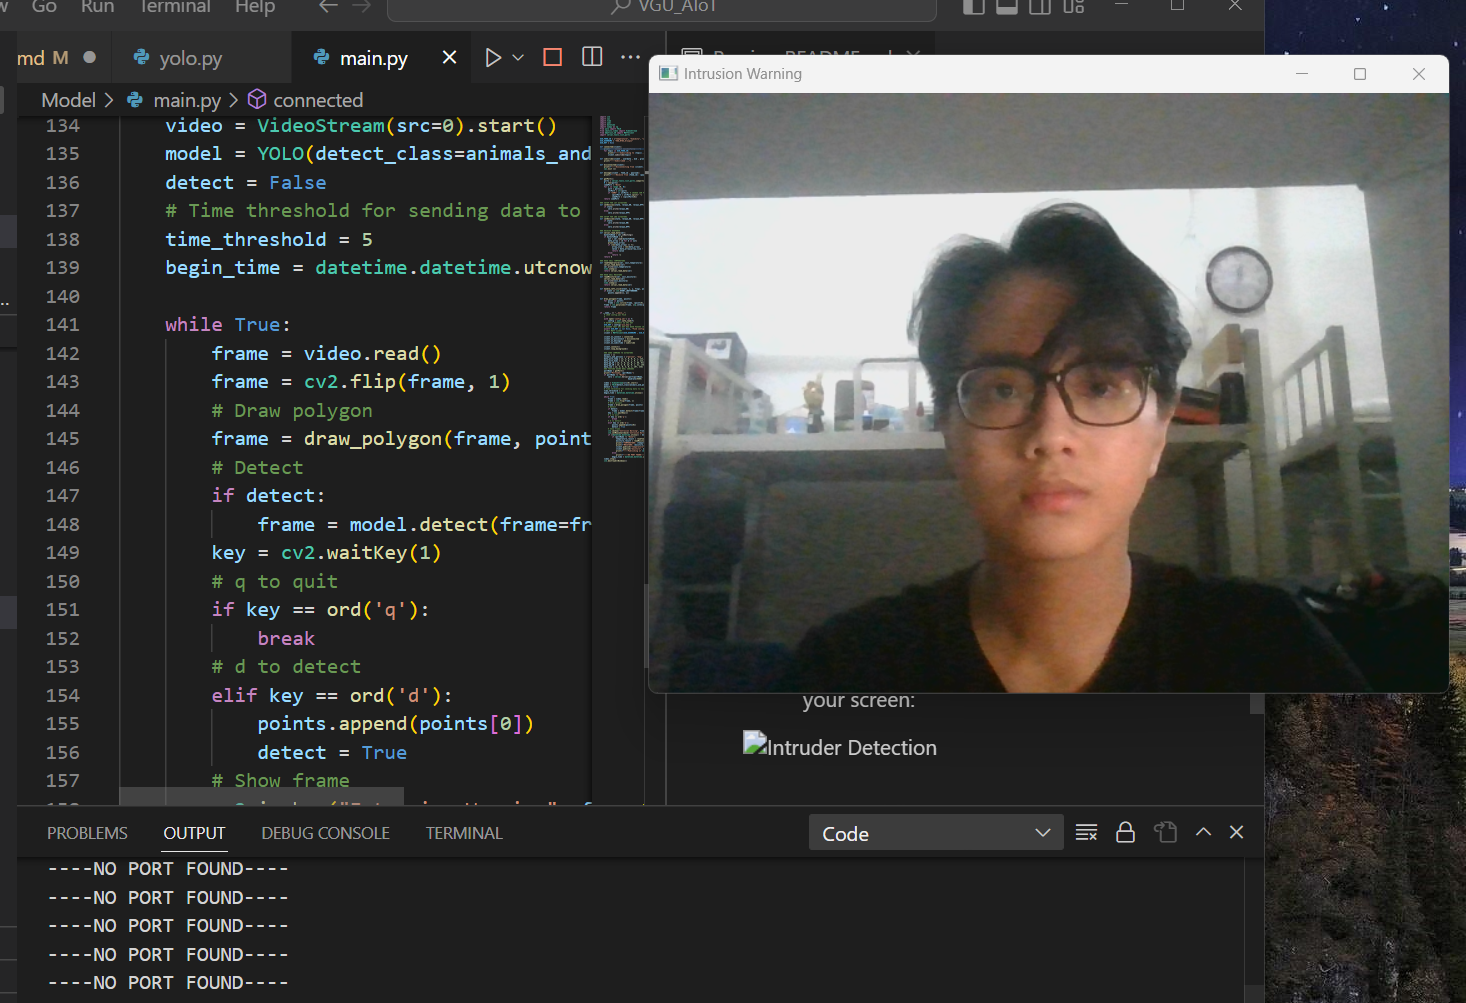 Go Run Terminal Help
VGU_AIoT
md M
yolo.py
main.py
Model > main.py > connected
134 video = VideoStream(src=0).start()
135 model = YOLO(detect_class=animals_and
136 detect = False
137 # Time threshold for sending data to
138 time_threshold = 5
139 begin_time = datetime.datetime.utcnow
140
141 while True:
142 frame = video.read()
143 frame = cv2.flip(frame, 1)
144 # Draw polygon
145 frame = draw_polygon(frame, point
146 # Detect
147 if detect:
148 frame = model.detect(frame=fr
149 key = cv2.waitKey(1)
150 # q to quit
151 if key == ord('q'):
152 break
153 # d to detect
154 elif key == ord('d'):
155 points.append(points[0])
156 detect = True
157 # Show frame
Intrusion Warning
your screen:
Intruder Detection
PROBLEMS OUTPUT DEBUG CONSOLE TERMINAL
Code
----NO PORT FOUND----
----NO PORT FOUND----
----NO PORT FOUND----
----NO PORT FOUND----
----NO PORT FOUND----